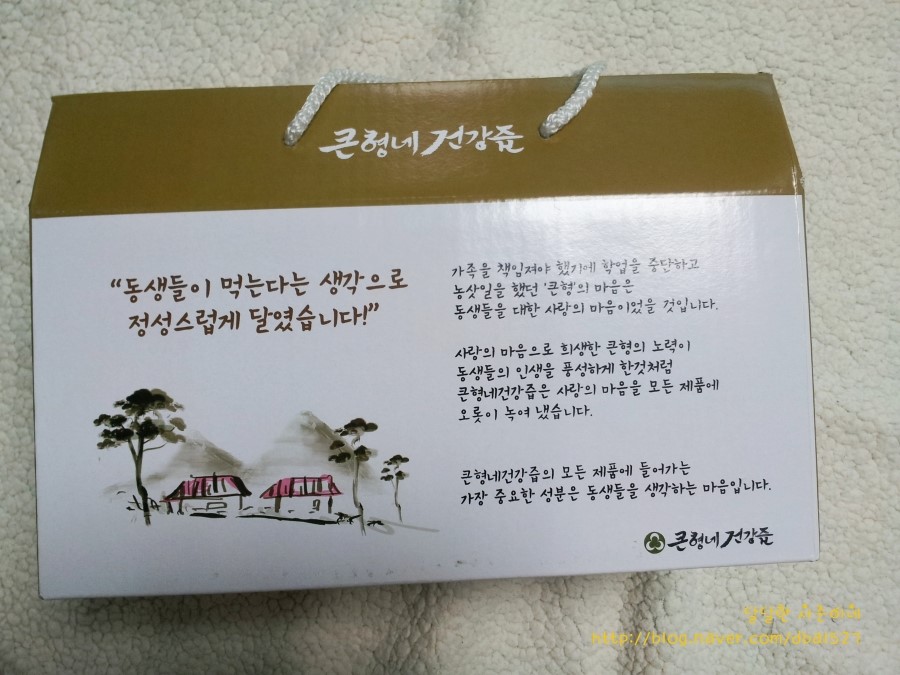 큰형네 건강즙
“동생들이 먹는다는 생각으로
정성스럽게 달였습니다!”
가족을 책임져야 했기에 학업을 중단하고
농삿일을 했던 '큰형'의 마음은
동생들을 대한 사랑의 마음이었을 것입니다.
사랑의 마음으로 희생한 큰형의 노력이
동생들의 인생을 풍성하게 한것처럼
큰형네건강즙은 사랑의 마음을 모든 제품에
오롯이 녹여 냈습니다.
큰형네건강즙의 모든 제품에 들어가는
가장 중요한 성분은 동생들을 생각하는 마음입니다.
큰형네 건강즙